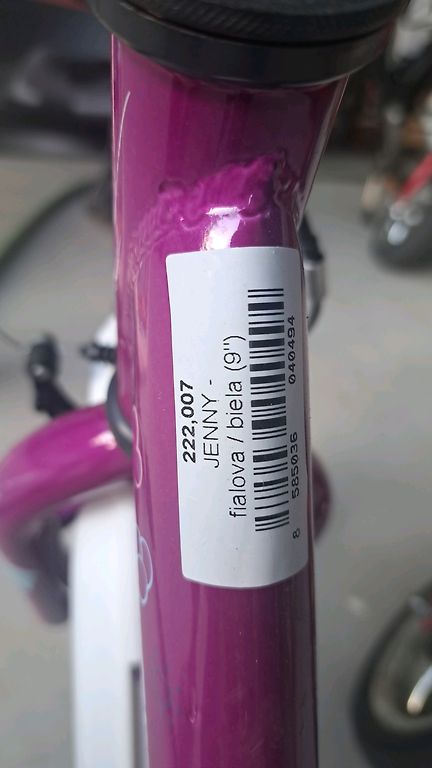 222,007
JENNY -
fialova / biela (9")
8 585036 040494